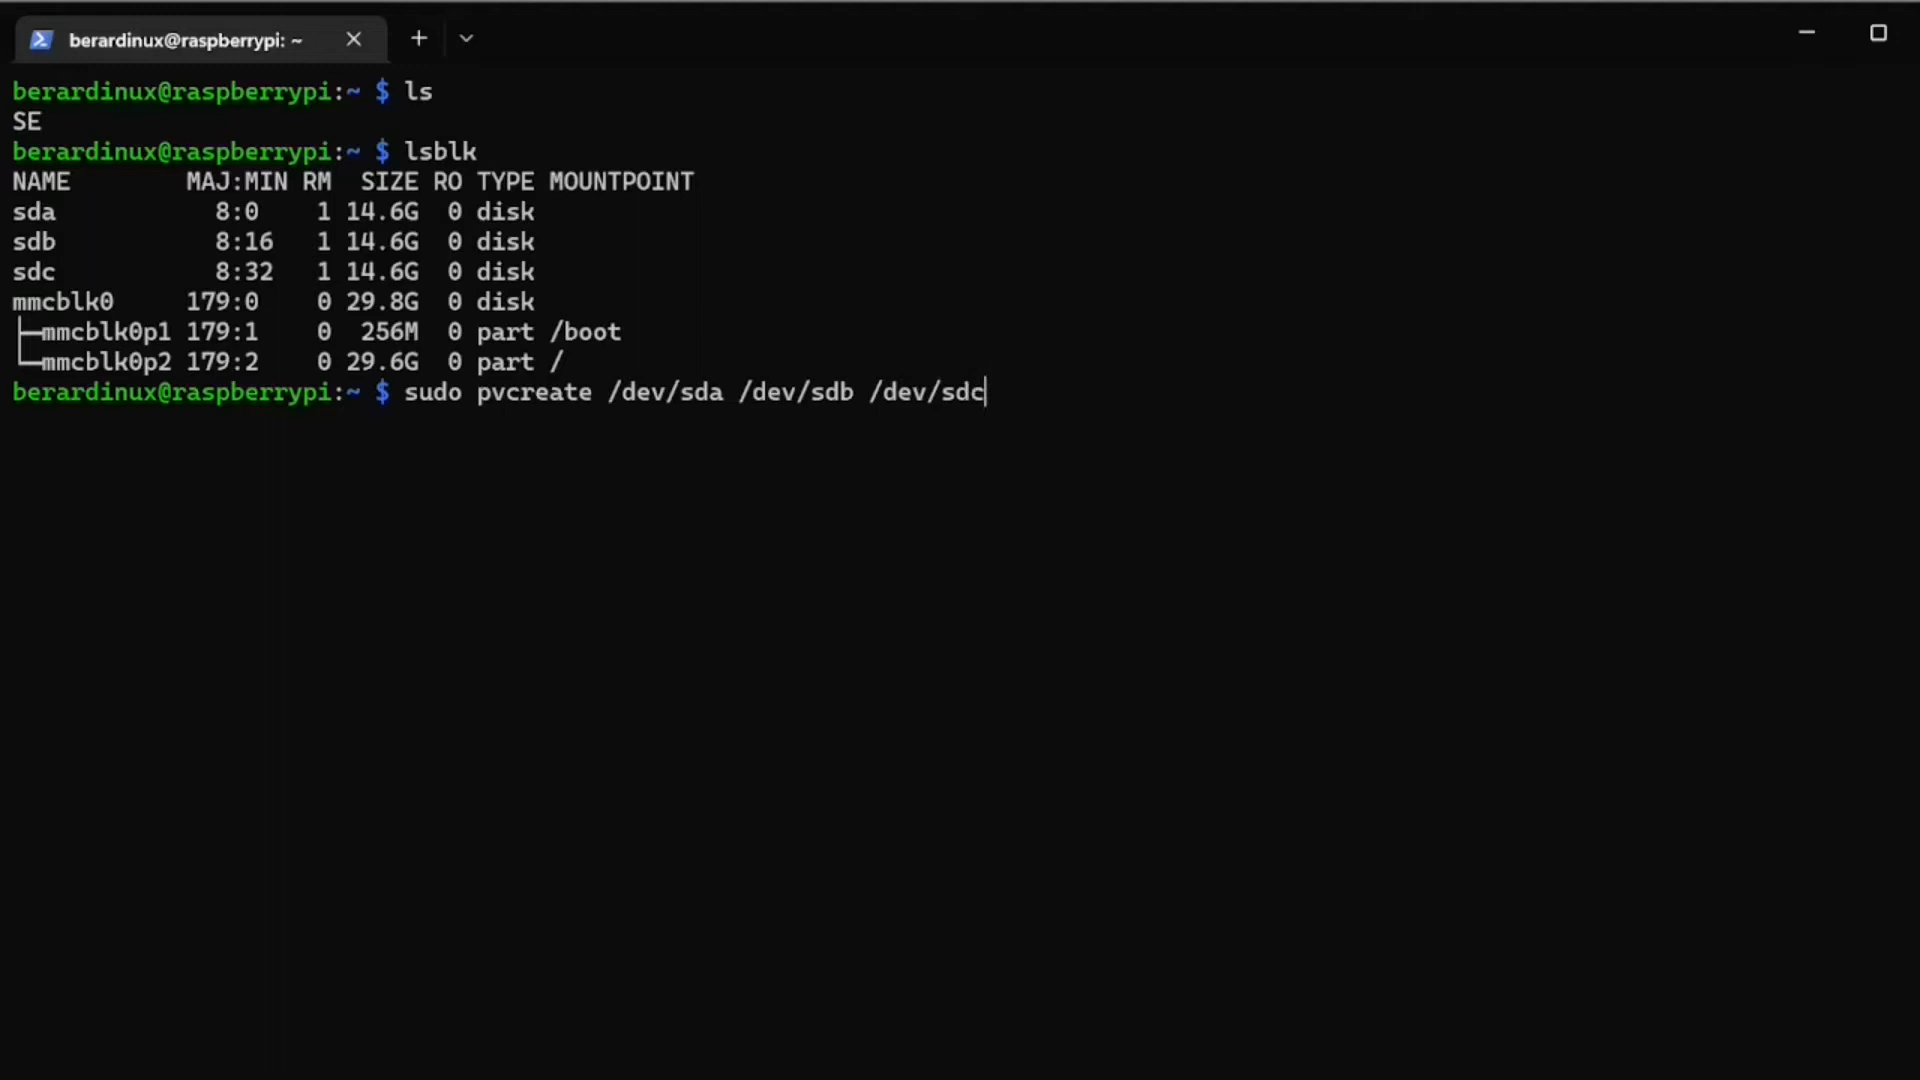 berardinux@raspberrypi: ~
berardinux@raspberrypi:~ $ ls
SE
berardinux@raspberrypi:~ $ lsblk
NAME        MAJ:MIN RM  SIZE RO TYPE MOUNTPOINT
sda           8:0    1 14.6G  0 disk
sdb           8:16   1 14.6G  0 disk
sdc           8:32   1 14.6G  0 disk
mmcblk0     179:0    0 29.8G  0 disk
├─mmcblk0p1 179:1    0  256M  0 part /boot
└─mmcblk0p2 179:2    0 29.6G  0 part /
berardinux@raspberrypi:~ $ sudo pvcreate /dev/sda /dev/sdb /dev/sdc